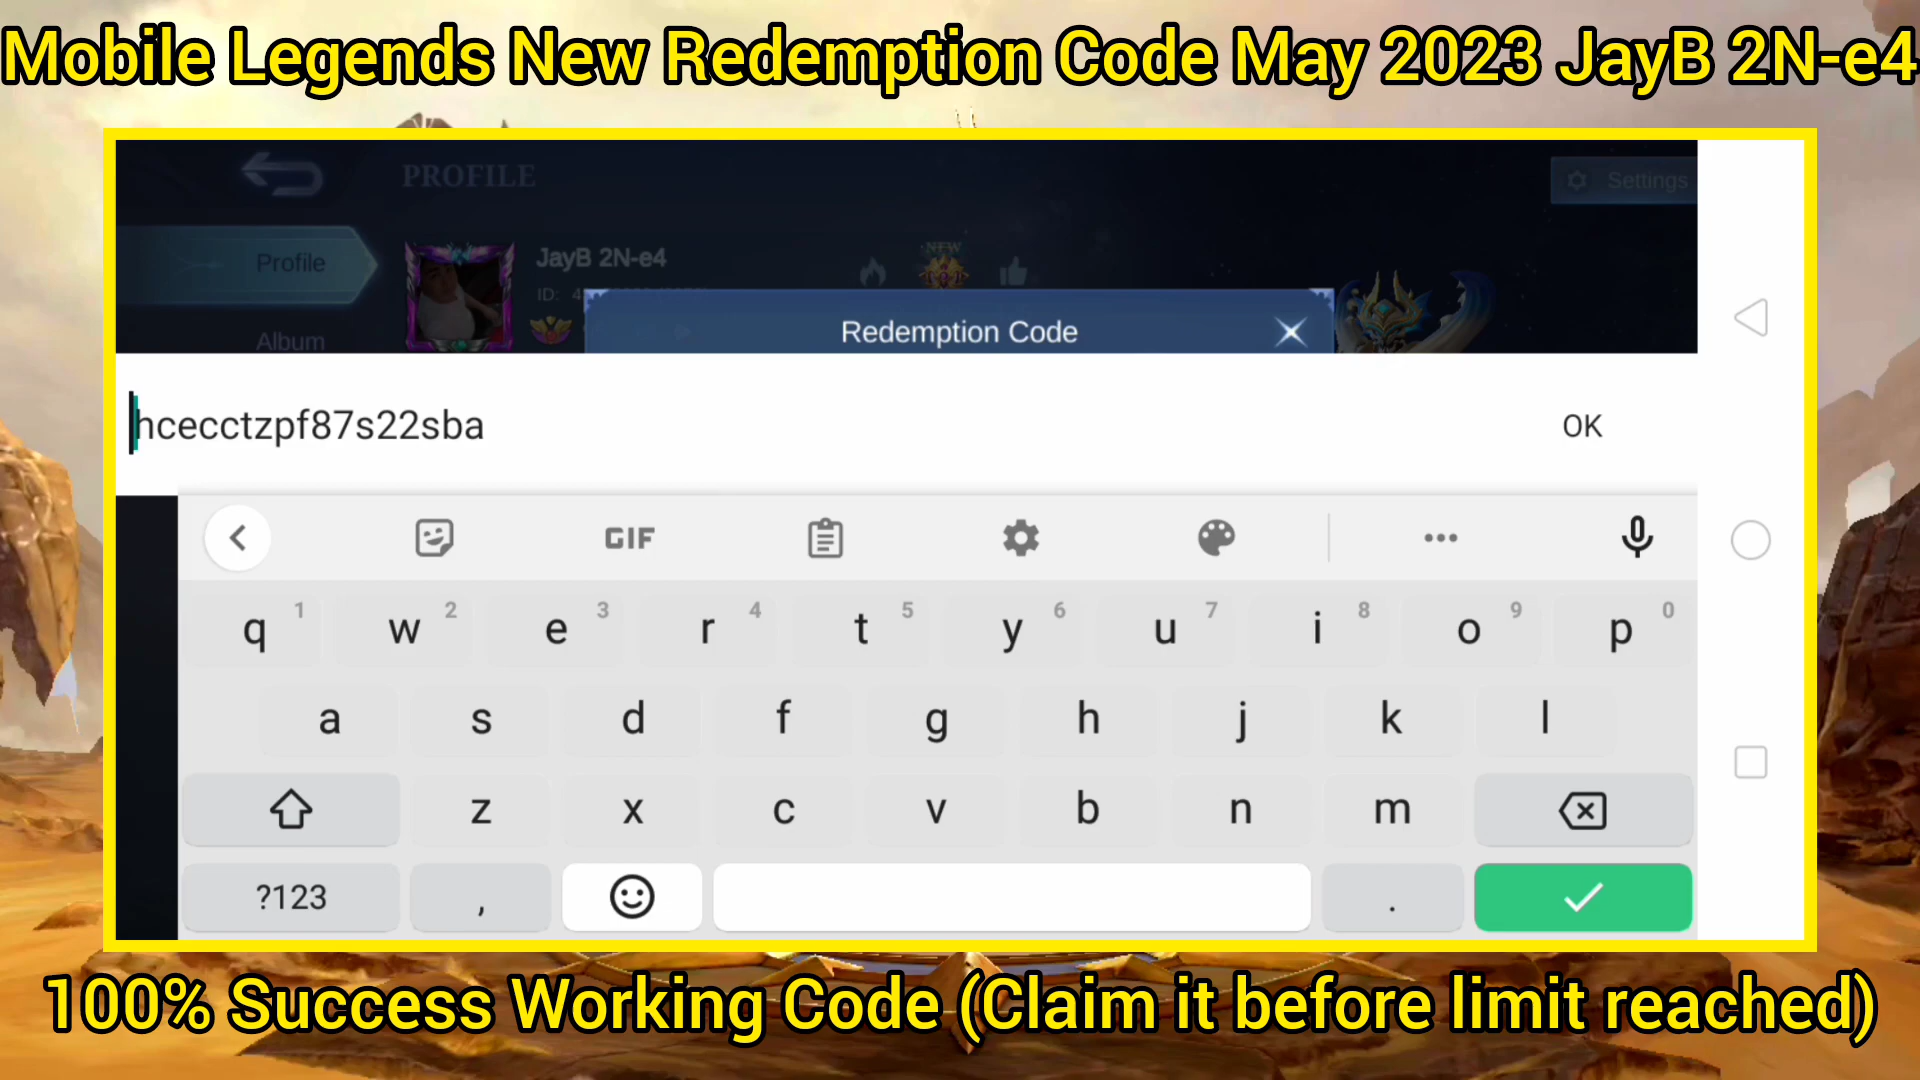 Mobile Legends New Redemption Code May 2023 JayB 2N-e4
PROFILE
Settings
Profile
JayB 2N-e4
NEW
ID: 4
Album
Redemption Code
hcecctzpf87s22sba
OK
GIF
q 1 w 2 e 3 r 4 t 5 y 6 u 7 i 8 o 9 p 0
a s d f g h j k l
z x c v b n m
?123 , .
100% Success Working Code (Claim it before limit reached)